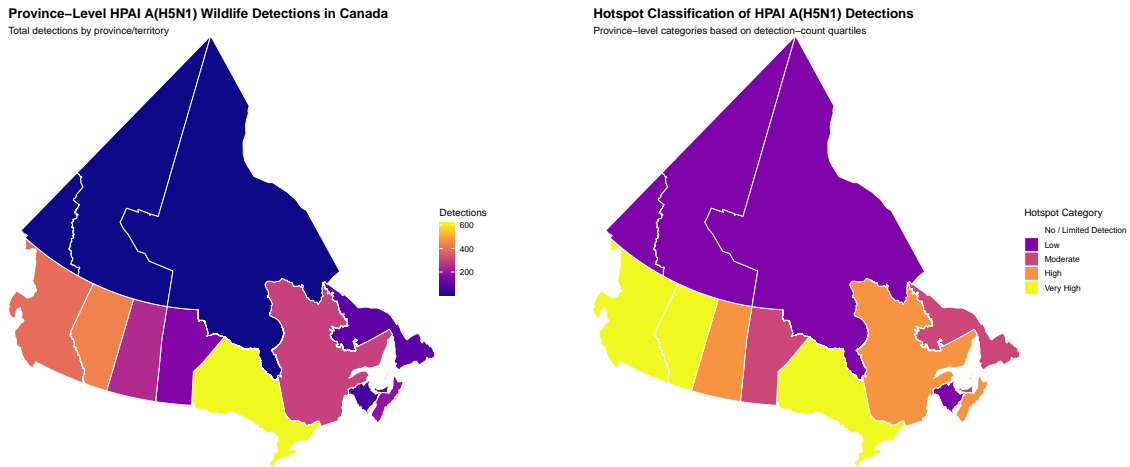 Province−Level HPAI A(H5N1) Wildlife Detections in Canada
Total detections by province/territory
Detections
600
400
200
Hotspot Classification of HPAI A(H5N1) Detections
Province−level categories based on detection−count quartiles
Hotspot Category
No / Limited Detection
Low
Moderate
High
Very High